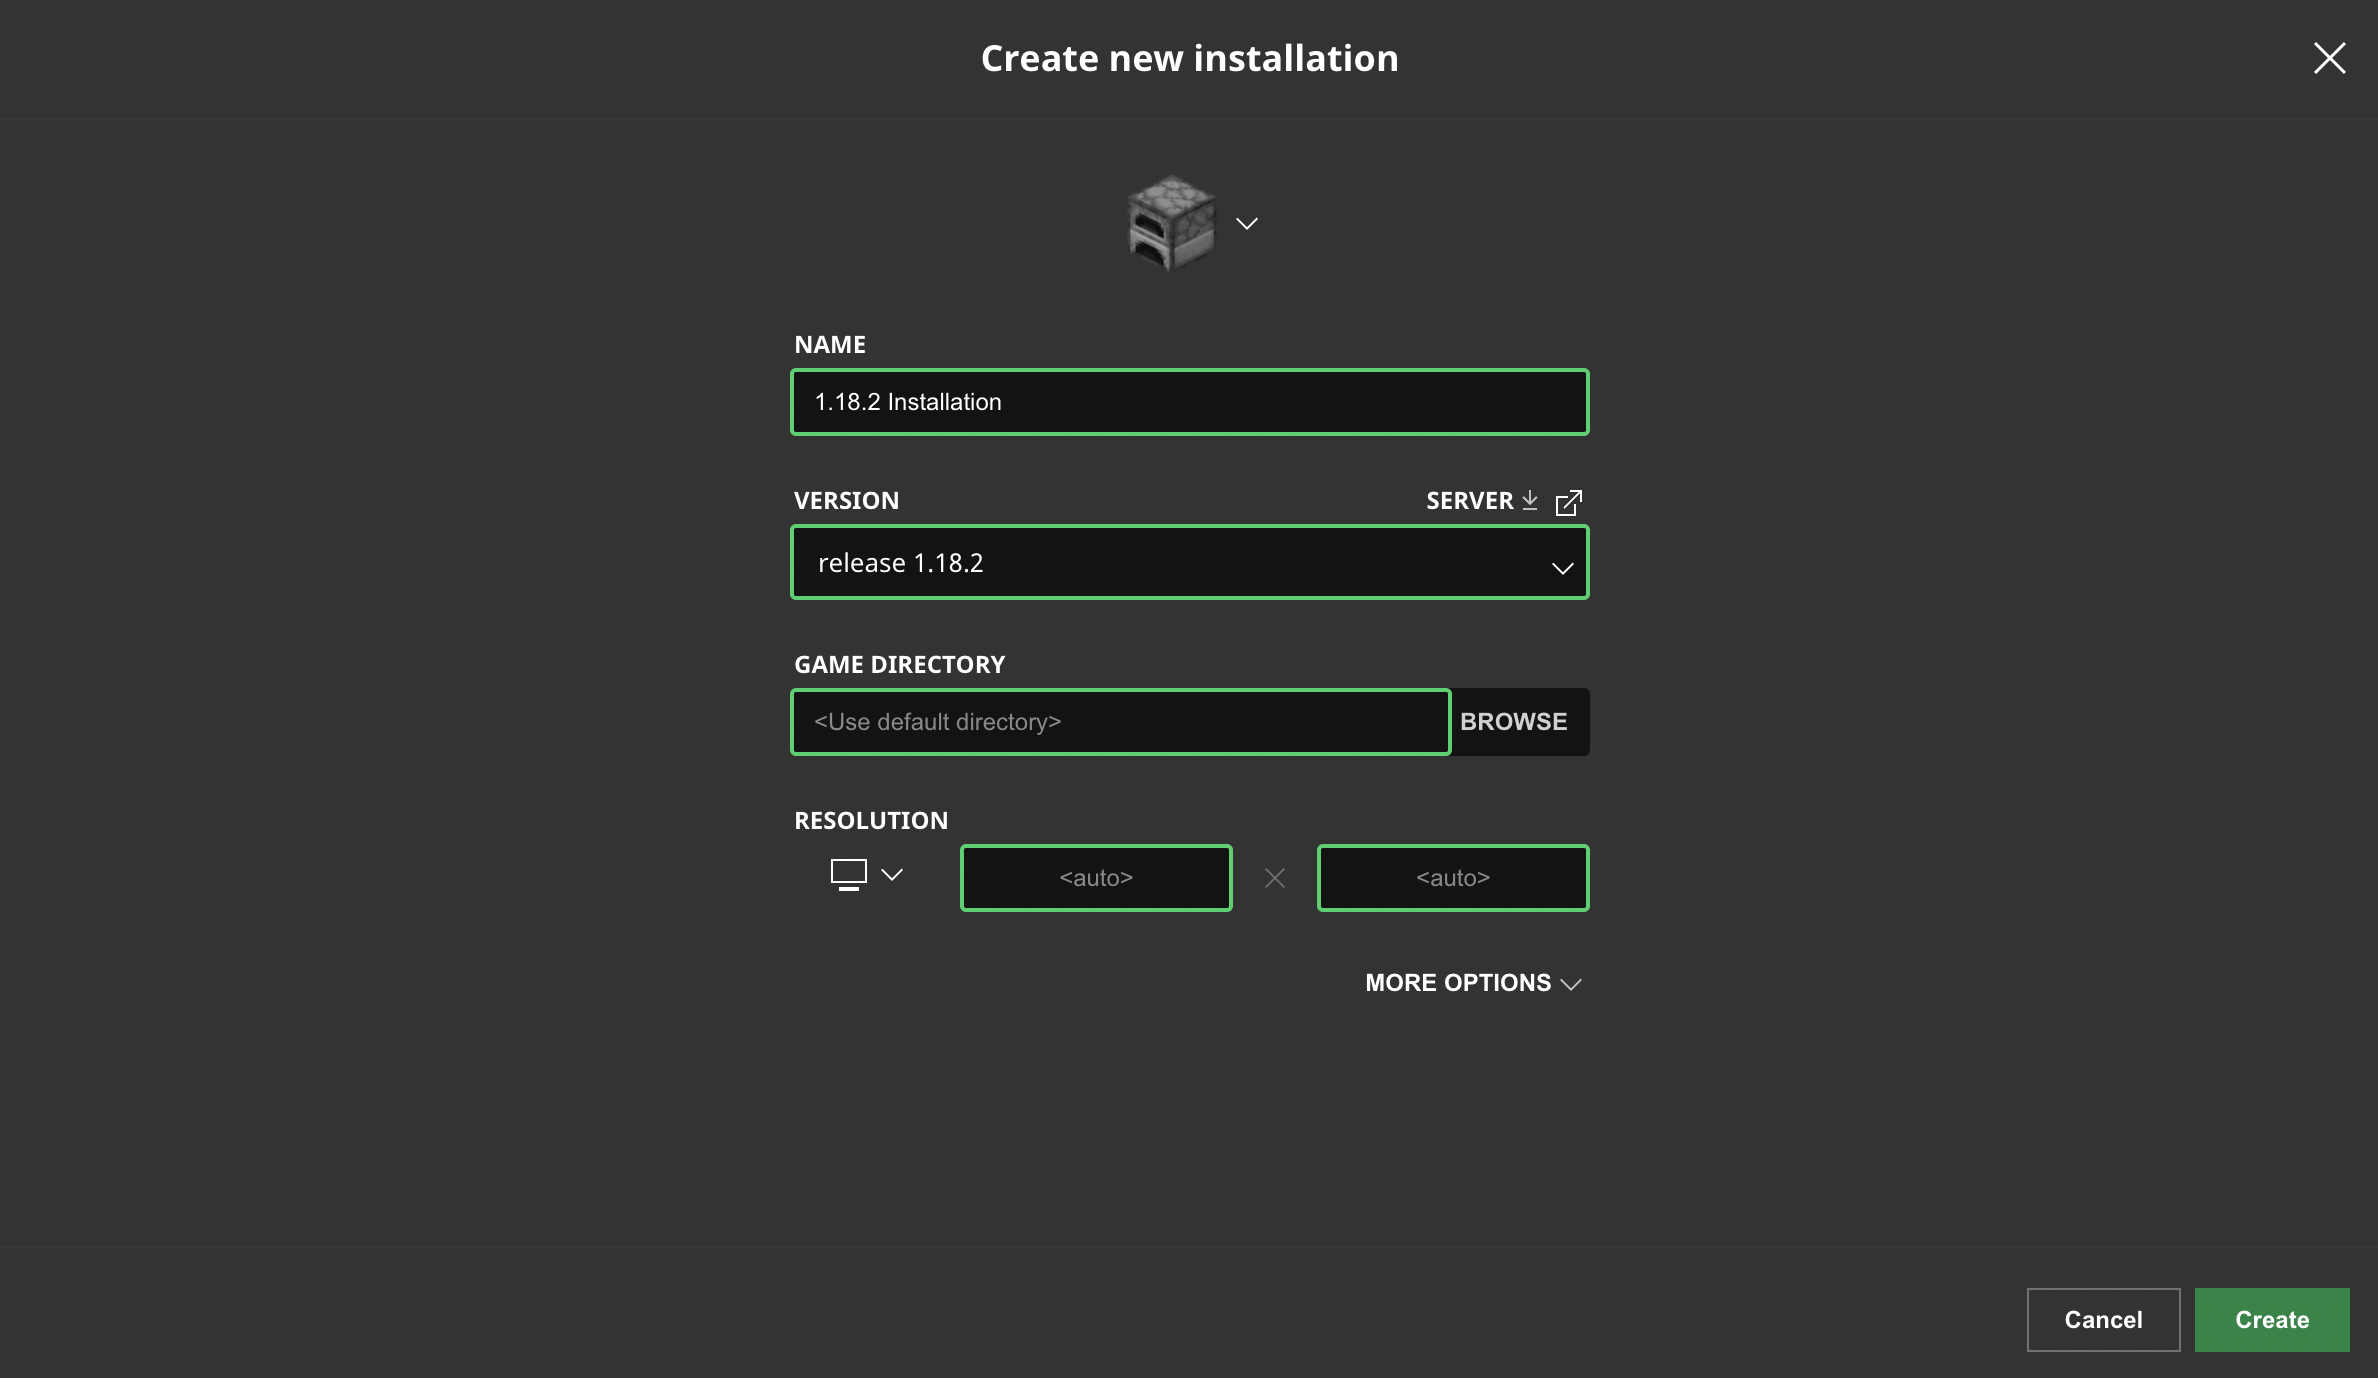 Create new installation
NAME
1.18.2 Installation
VERSION
SERVER
release 1.18.2
GAME DIRECTORY
<Use default directory>
BROWSE
RESOLUTION
<auto>
<auto>
MORE OPTIONS
Cancel
Create